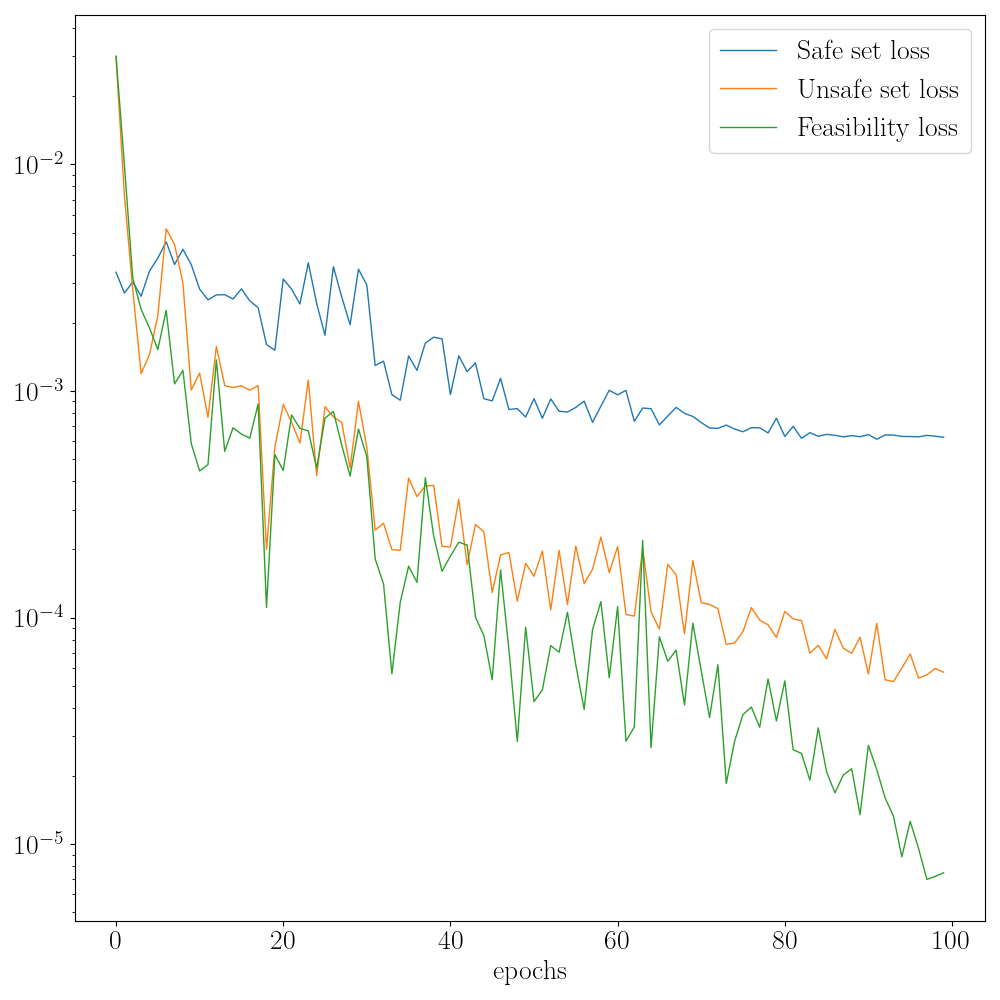 Safe set loss
Unsafe set loss
Feasibility loss
10⁻²
10⁻³
10⁻⁴
10⁻⁵
0 20 40 60 80 100
epochs